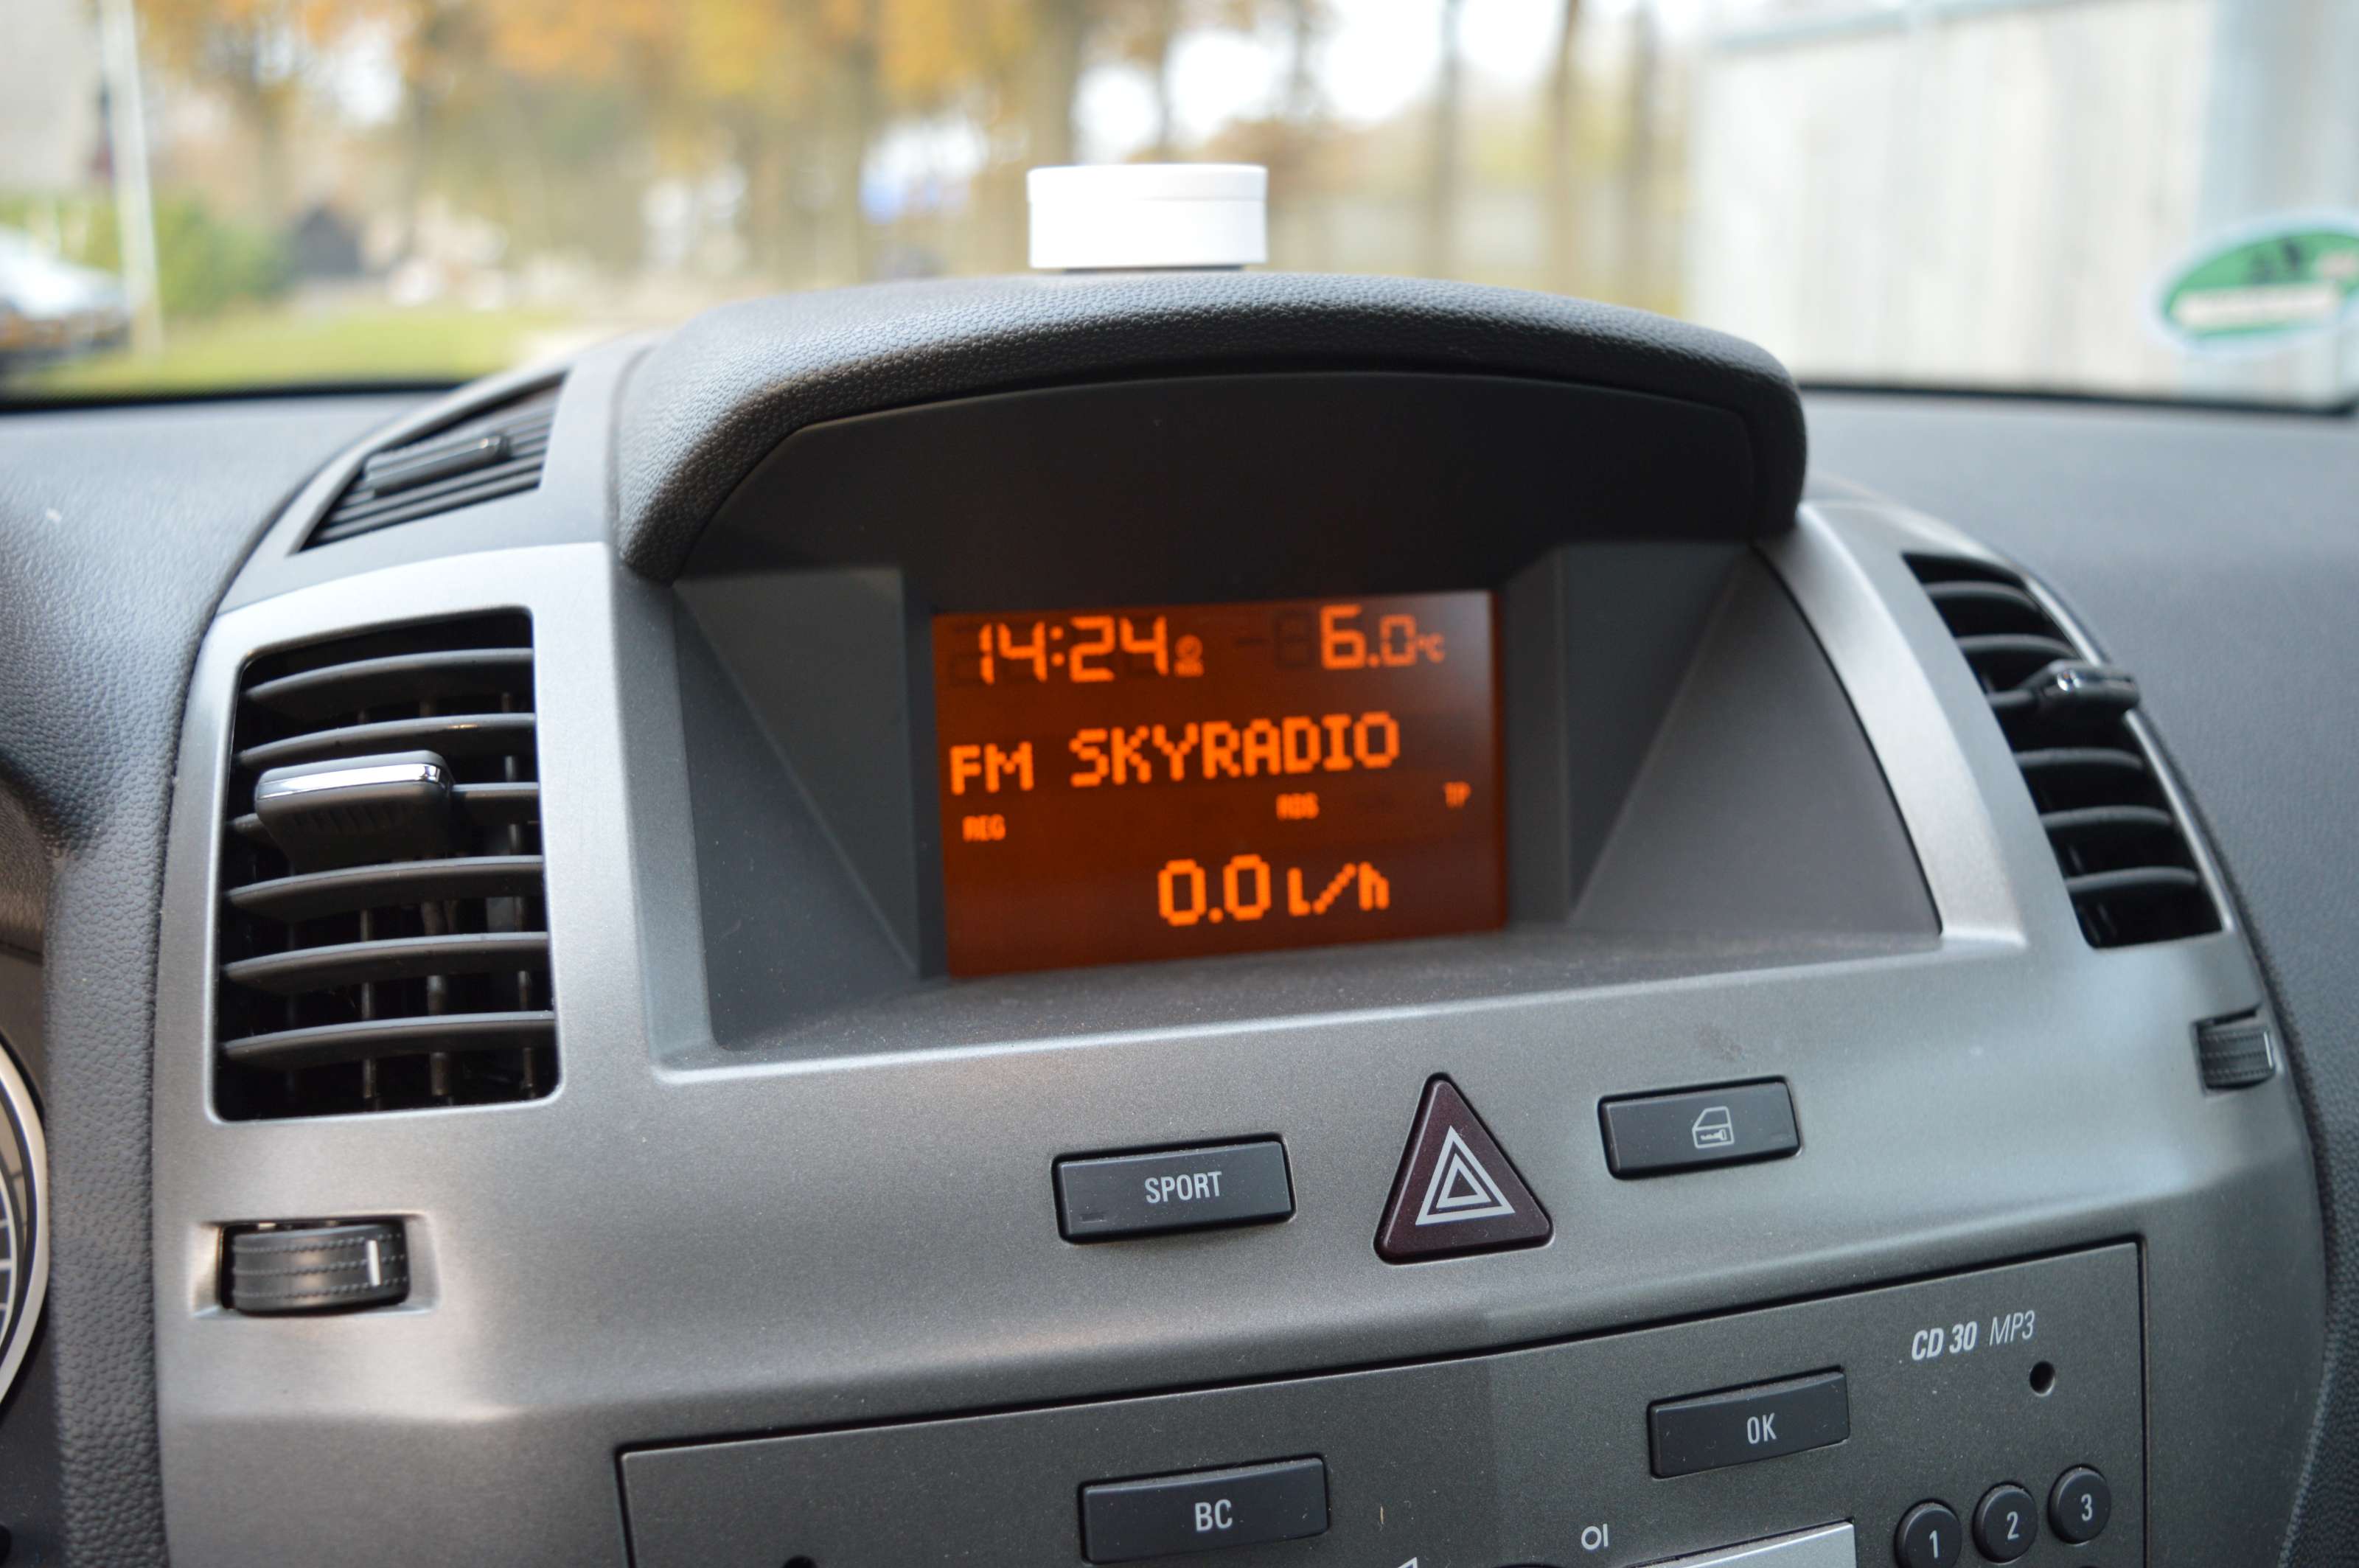 14:24 6.0°C
FM SKYRADIO
REG RDS TP
0.0 l/h
SPORT
CD 30 MP3
OK
BC
1 2 3